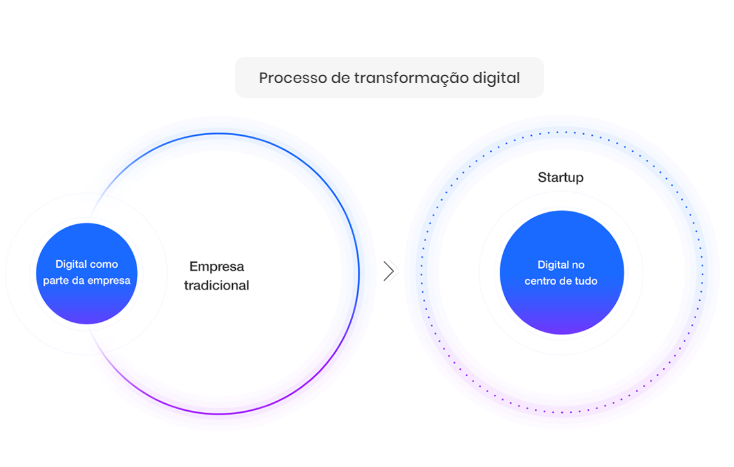 Processo de transformação digital
Digital como
parte da empresa
Empresa
tradicional
Startup
Digital no
centro de tudo